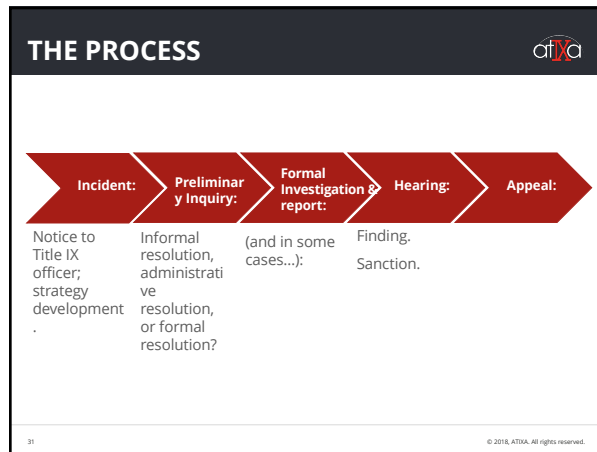 THE PROCESS
atIXa
Incident:
Preliminar
y Inquiry:
Formal
Investigation &
report:
Hearing:
Appeal:
Notice to
Title IX
officer;
strategy
development
.
Informal
resolution,
administrati
ve
resolution,
or formal
resolution?
(and in some
cases...):
Finding.
Sanction.
31
© 2018, ATIXA. All rights reserved.